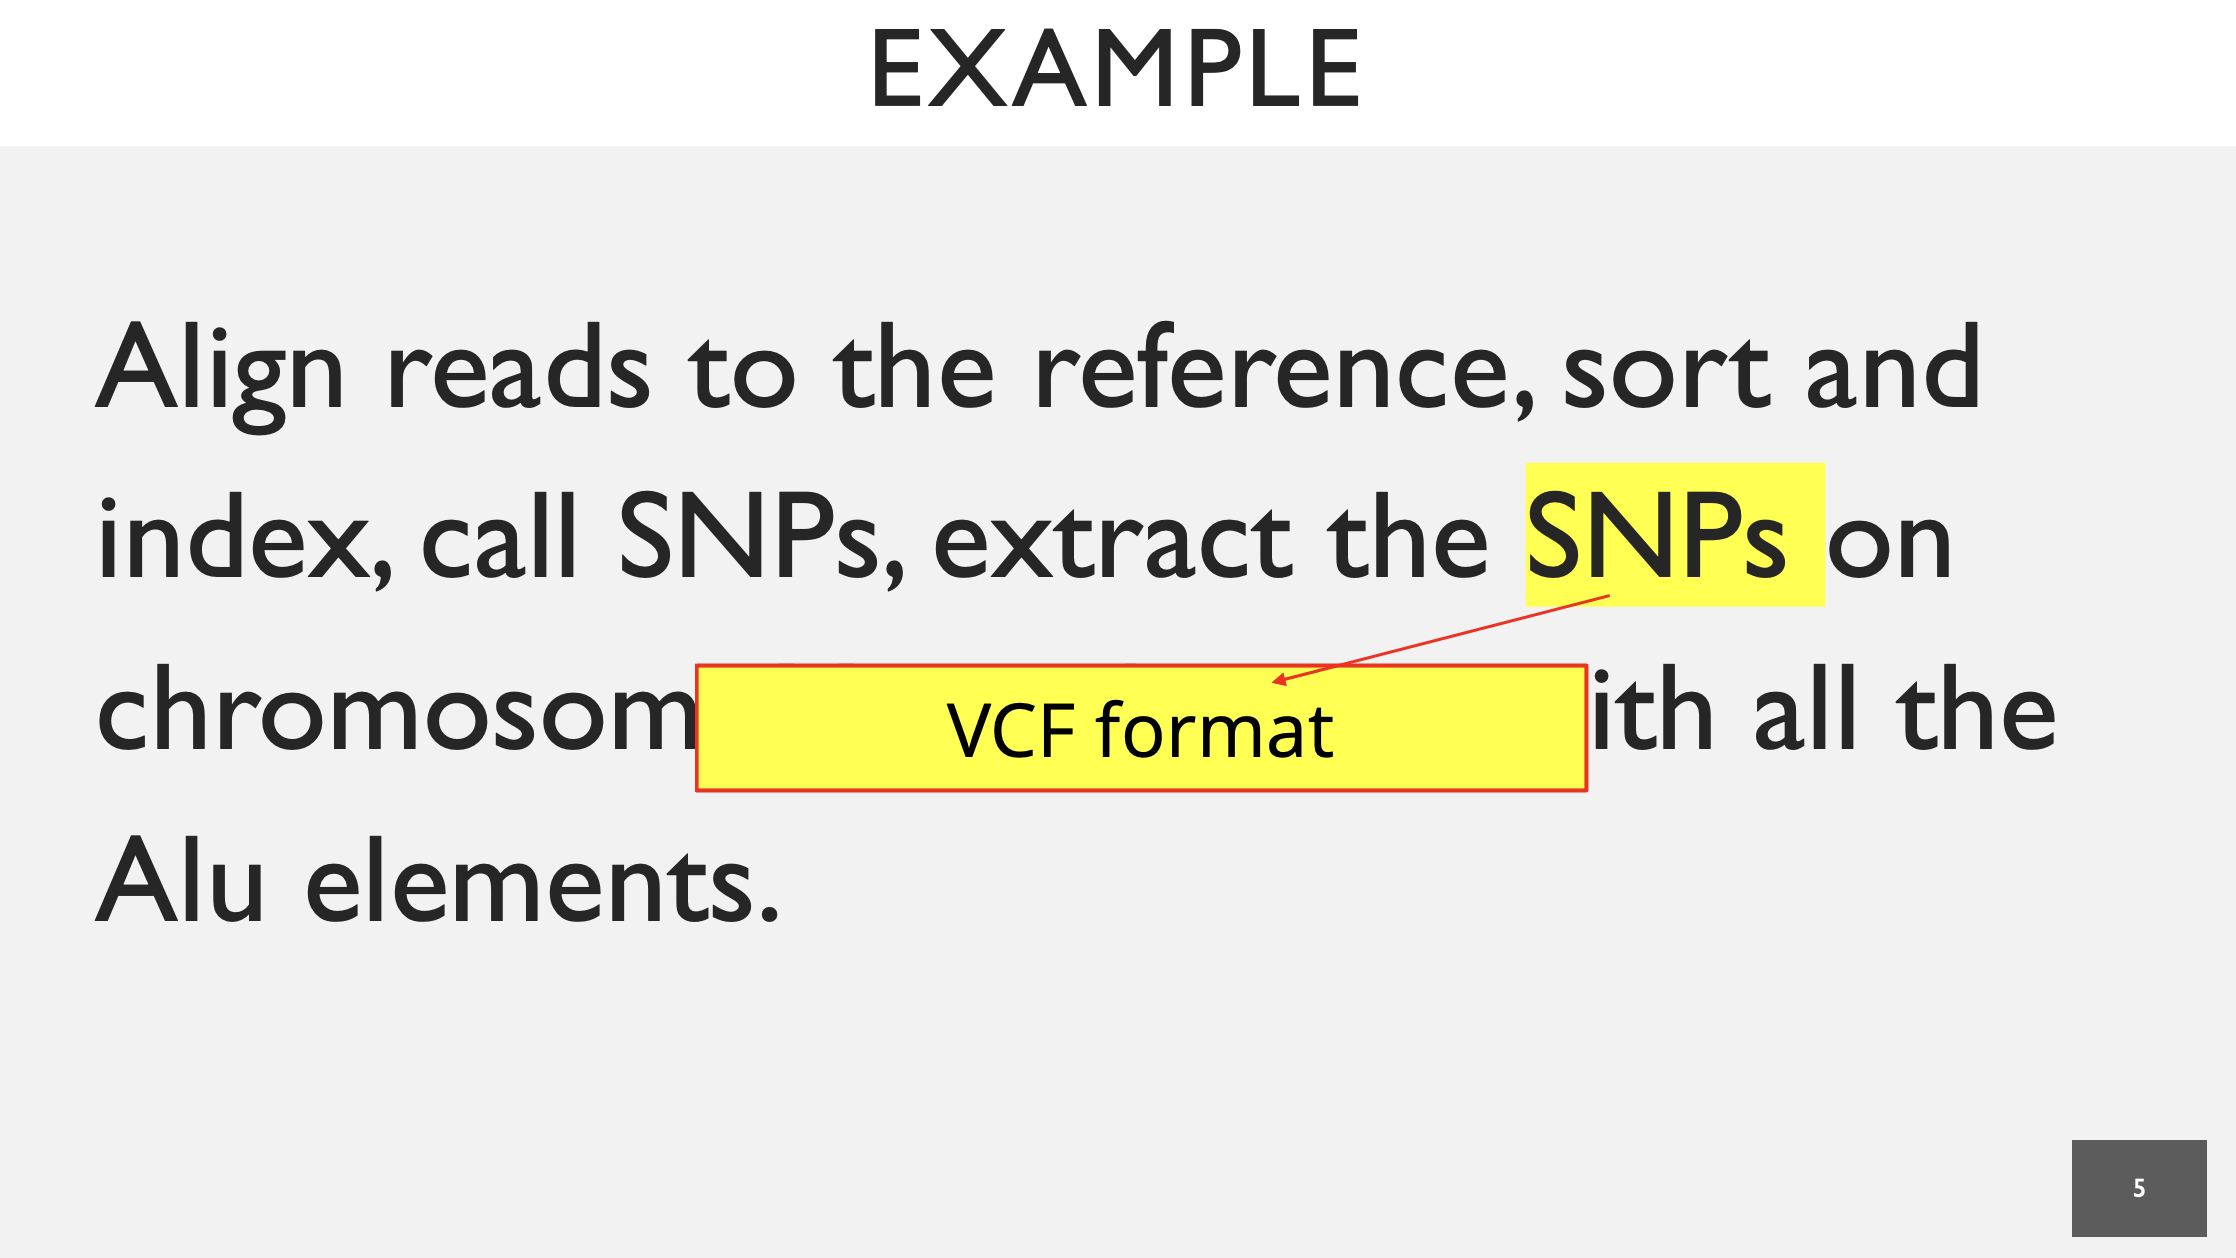 EXAMPLE
Align reads to the reference, sort and
index, call SNPs, extract the SNPs on
chromosom
VCF format
ith all the
Alu elements.
5